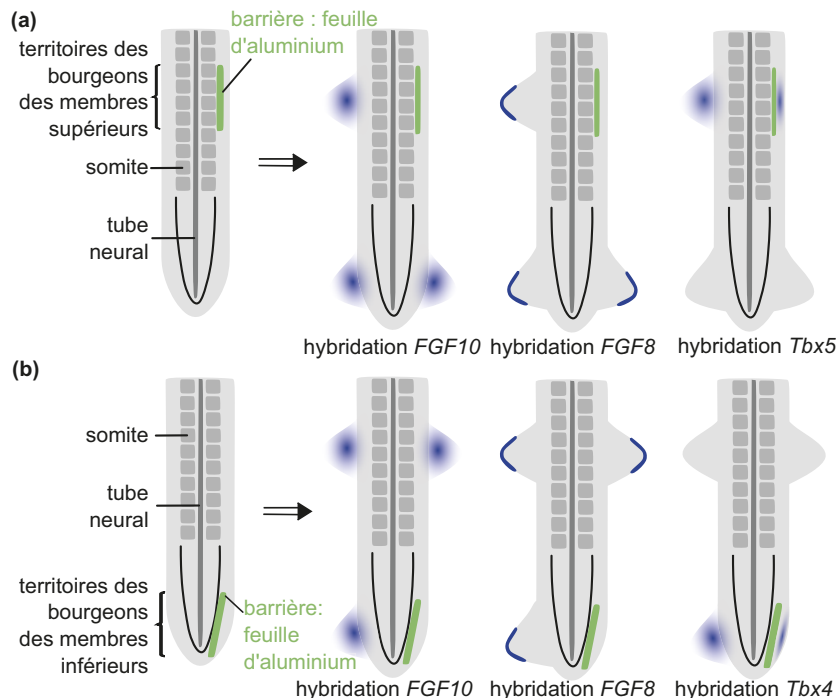 (a)
barrière : feuille
d'aluminium
territoires des
bourgeons
des membres
supérieurs
somite
tube
neural
hybridation FGF10
hybridation FGF8
hybridation Tbx5
(b)
somite
tube
neural
territoires des
bourgeons
des membres
inférieurs
barrière:
feuille
d'aluminium
hybridation FGF10
hybridation FGF8
hybridation Tbx4